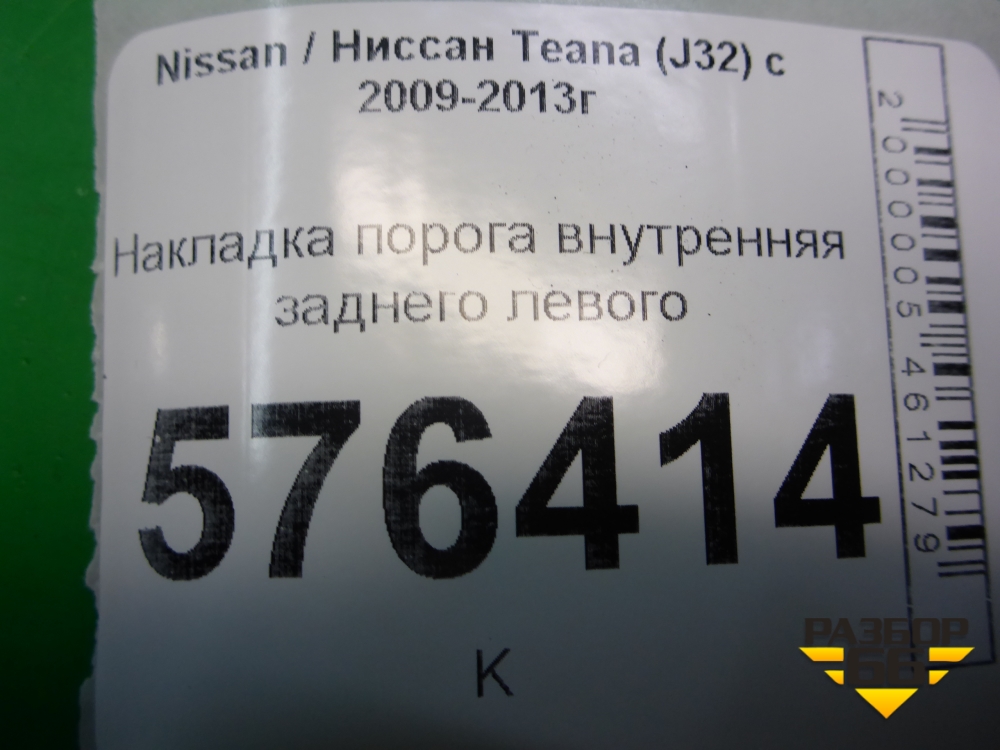 Nissan / Ниссан Teana (J32) с
2009-2013г
Накладка порога внутренняя
заднего левого
576414
К
2000005461279
РАЗБОР
66